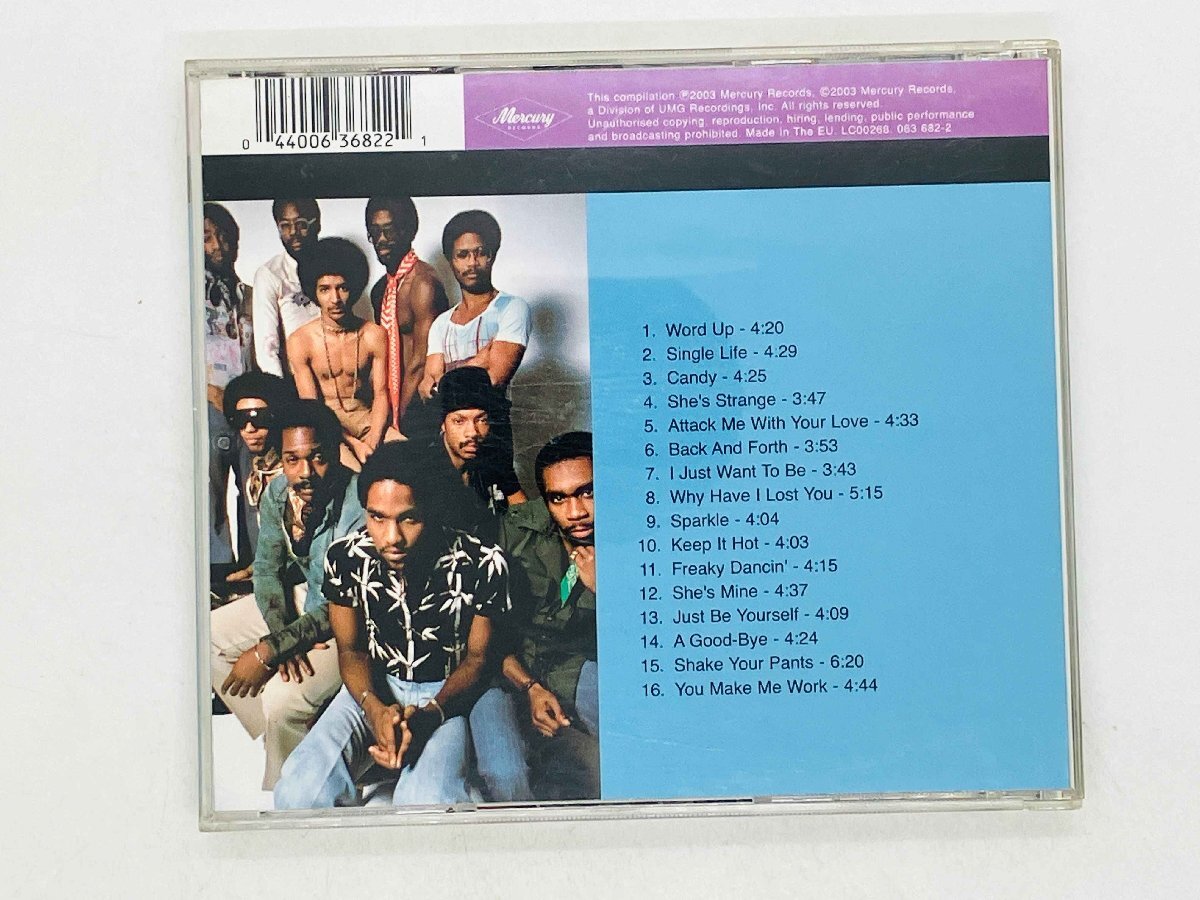 0 44006 36822 1
Mercury
RECORDS
This compilation ℗2003 Mercury Records, ©2003 Mercury Records,
a Division of UMG Recordings, Inc. All rights reserved.
Unauthorised copying, reproduction, hiring, lending, public performance
and broadcasting prohibited. Made in The EU. LC00268. 063 682-2
1. Word Up - 4:20
2. Single Life - 4:29
3. Candy - 4:25
4. She's Strange - 3:47
5. Attack Me With Your Love - 4:33
6. Back And Forth - 3:53
7. I Just Want To Be - 3:43
8. Why Have I Lost You - 5:15
9. Sparkle - 4:04
10. Keep It Hot - 4:03
11. Freaky Dancin' - 4:15
12. She's Mine - 4:37
13. Just Be Yourself - 4:09
14. A Good-Bye - 4:24
15. Shake Your Pants - 6:20
16. You Make Me Work - 4:44